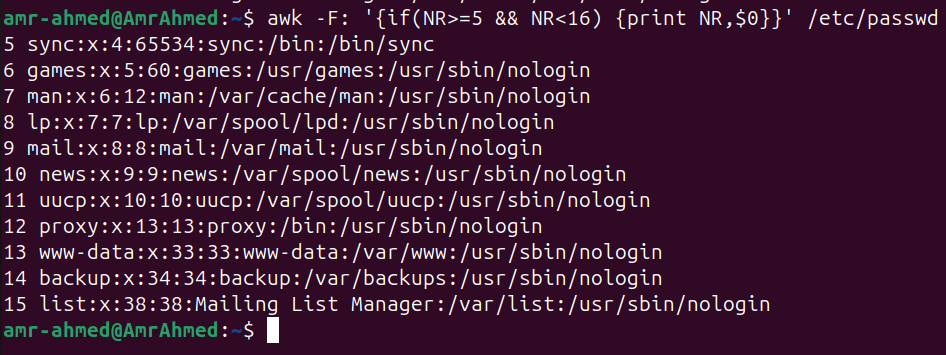 amr-ahmed@AmrAhmed:~$ awk -F: '{if(NR>=5 && NR<16) {print NR,$0}}' /etc/passwd
5 sync:x:4:65534:sync:/bin:/bin/sync
6 games:x:5:60:games:/usr/games:/usr/sbin/nologin
7 man:x:6:12:man:/var/cache/man:/usr/sbin/nologin
8 lp:x:7:7:lp:/var/spool/lpd:/usr/sbin/nologin
9 mail:x:8:8:mail:/var/mail:/usr/sbin/nologin
10 news:x:9:9:news:/var/spool/news:/usr/sbin/nologin
11 uucp:x:10:10:uucp:/var/spool/uucp:/usr/sbin/nologin
12 proxy:x:13:13:proxy:/bin:/usr/sbin/nologin
13 www-data:x:33:33:www-data:/var/www:/usr/sbin/nologin
14 backup:x:34:34:backup:/var/backups:/usr/sbin/nologin
15 list:x:38:38:Mailing List Manager:/var/list:/usr/sbin/nologin
amr-ahmed@AmrAhmed:~$